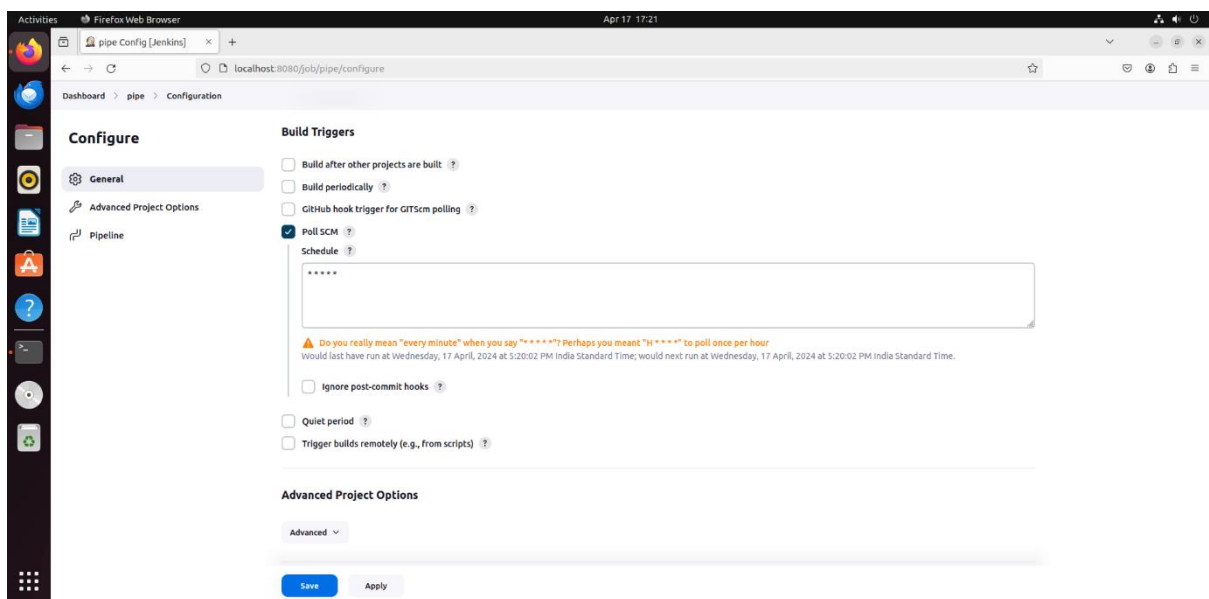 Activities Firefox Web Browser Apr 17 17:21
pipe Config [Jenkins]
localhost:8080/job/pipe/configure
Dashboard > pipe > Configuration
Configure
General
Advanced Project Options
Pipeline
Build Triggers
Build after other projects are built ?
Build periodically ?
GitHub hook trigger for GITScm polling ?
Poll SCM ?
Schedule ?
* * * * *
Do you really mean "every minute" when you say "* * * * *"? Perhaps you meant "H * * * *" to poll once per hour
Would last have run at Wednesday, 17 April, 2024 at 5:20:02 PM India Standard Time; would next run at Wednesday, 17 April, 2024 at 5:20:02 PM India Standard Time.
Ignore post-commit hooks ?
Quiet period ?
Trigger builds remotely (e.g., from scripts) ?
Advanced Project Options
Advanced
Save Apply